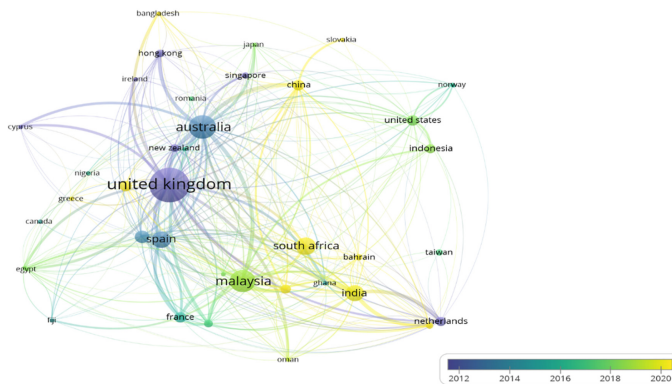 bangladesh
slovakia
japan
hong kong
ireland
singapore
china
norway
romania
united states
cyprus
australia
new zealand
indonesia
nigeria
united kingdom
greece
canada
spain
south africa
taiwan
bahrain
egypt
malaysia
ghana
india
fiji
france
netherlands
oman
2012 2014 2016 2018 2020